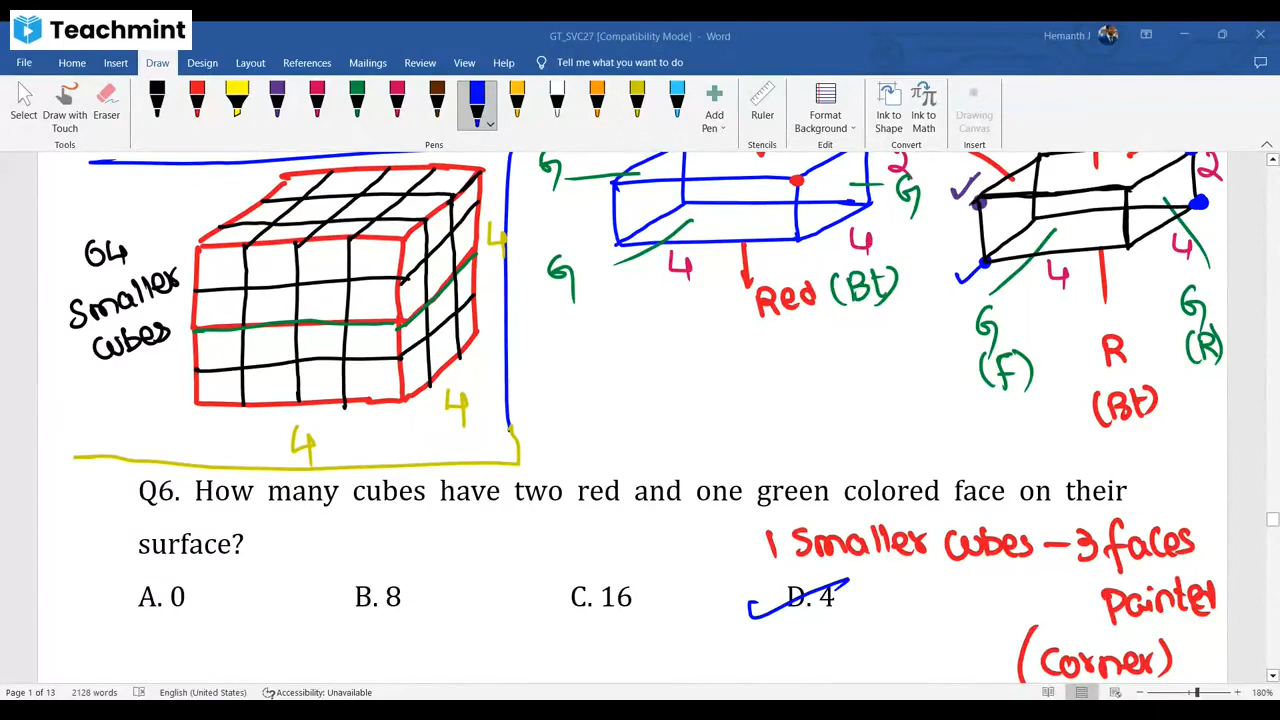 Teachmint
GT_SVC27 [Compatibility Mode] - Word
Hemanth J
File Home Insert Draw Design Layout References Mailings Review View Help Tell me what you want to do
Select
Draw with Touch
Eraser
Add Pen
Ruler
Format Background
Ink to Shape
Ink to Math
Drawing Canvas
Tools Pens Stencils Edit Convert Insert
64
Smaller
cubes
4
4
4
G
G
G
4
4
Red (Bt)
2
2
4
4
G
(F)
R
(Bt)
G
(R)
Q6. How many cubes have two red and one green colored face on their
surface?
1 Smaller cubes - 3 faces
painted
(corner)
A. 0 B. 8 C. 16 D. 4
Page 1 of 13 2128 words English (United States) Accessibility: Unavailable 180%